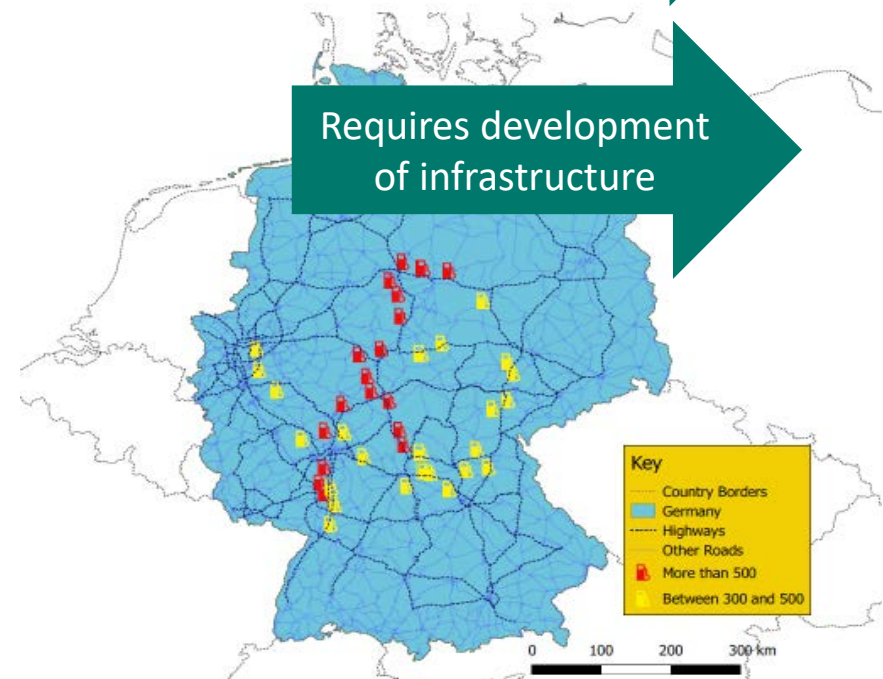 Requires development
of infrastructure
Key
Country Borders
Germany
Highways
Other Roads
More than 500
Between 300 and 500
0 100 200 300 km